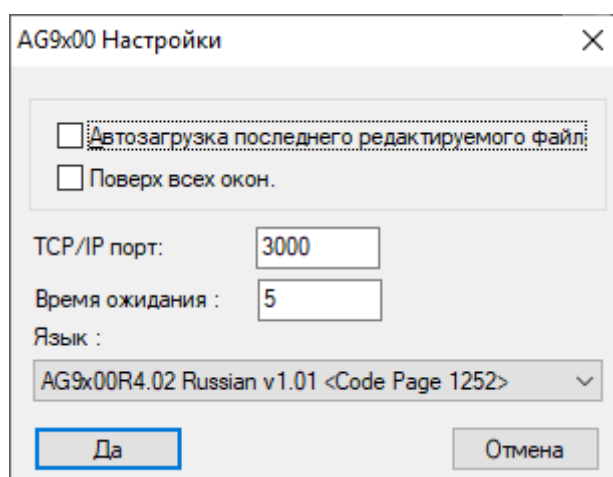 AG9x00 Настройки
Автозагрузка последнего редактируемого файл
Поверх всех окон.
TCP/IP порт: 3000
Время ожидания : 5
Язык :
AG9x00R4.02 Russian v1.01 <Code Page 1252>
Да Отмена